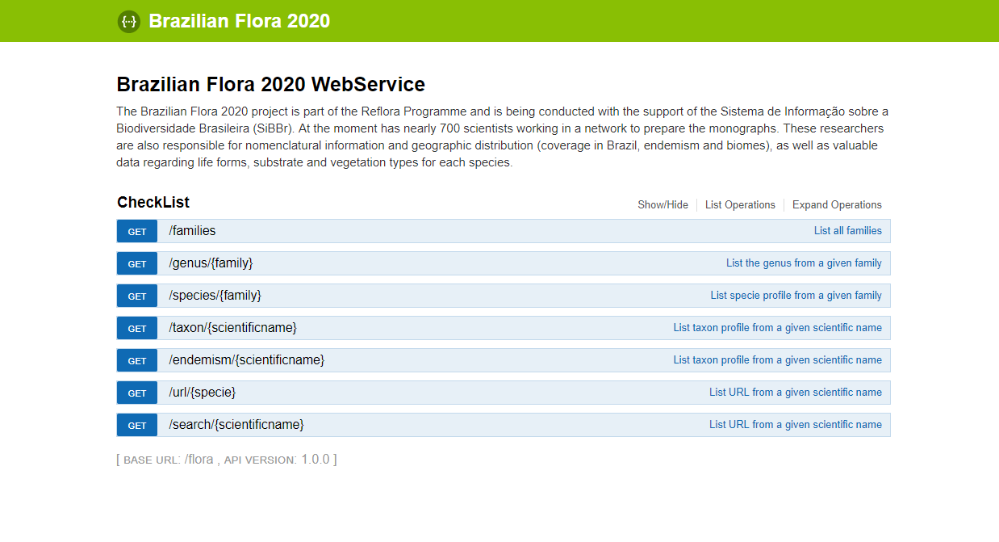 {··} Brazilian Flora 2020
Brazilian Flora 2020 WebService
The Brazilian Flora 2020 project is part of the Reflora Programme and is being conducted with the support of the Sistema de Informação sobre a
Biodiversidade Brasileira (SiBBr). At the moment has nearly 700 scientists working in a network to prepare the monographs. These researchers
are also responsible for nomenclatural information and geographic distribution (coverage in Brazil, endemism and biomes), as well as valuable
data regarding life forms, substrate and vegetation types for each species.
CheckList Show/Hide List Operations Expand Operations
GET /families List all families
GET /genus/{family} List the genus from a given family
GET /species/{family} List specie profile from a given family
GET /taxon/{scientificname} List taxon profile from a given scientific name
GET /endemism/{scientificname} List taxon profile from a given scientific name
GET /url/{specie} List URL from a given scientific name
GET /search/{scientificname} List URL from a given scientific name
[ BASE URL: /flora , API VERSION: 1.0.0 ]